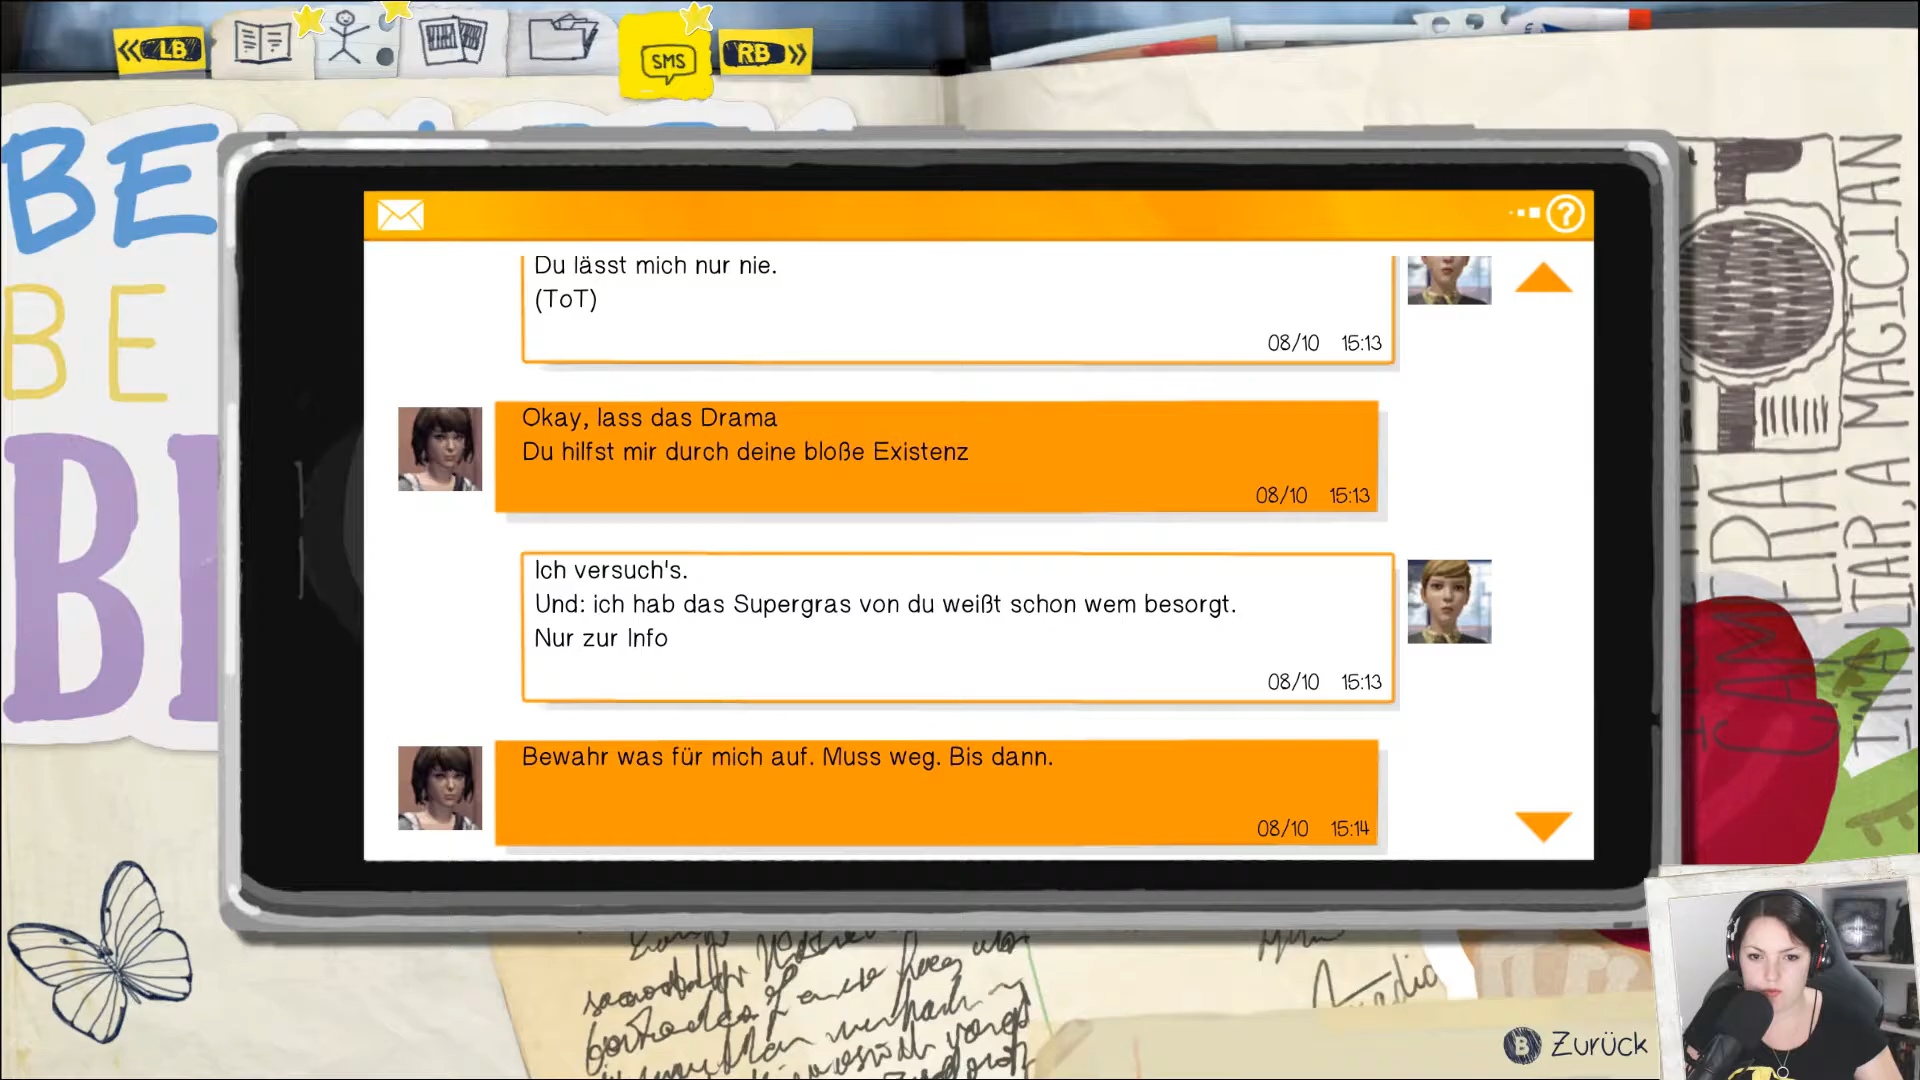 LB
SMS
RB
BE
BE
Du lässt mich nur nie.
(ToT)
08/10 15:13
Okay, lass das Drama
Du hilfst mir durch deine bloße Existenz
08/10 15:13
Ich versuch's.
Und: ich hab das Supergras von du weißt schon wem besorgt.
Nur zur Info
08/10 15:13
Bewahr was für mich auf. Muss weg. Bis dann.
08/10 15:14
CAMERA
LIAR, A MAGICIAN
B Zurück